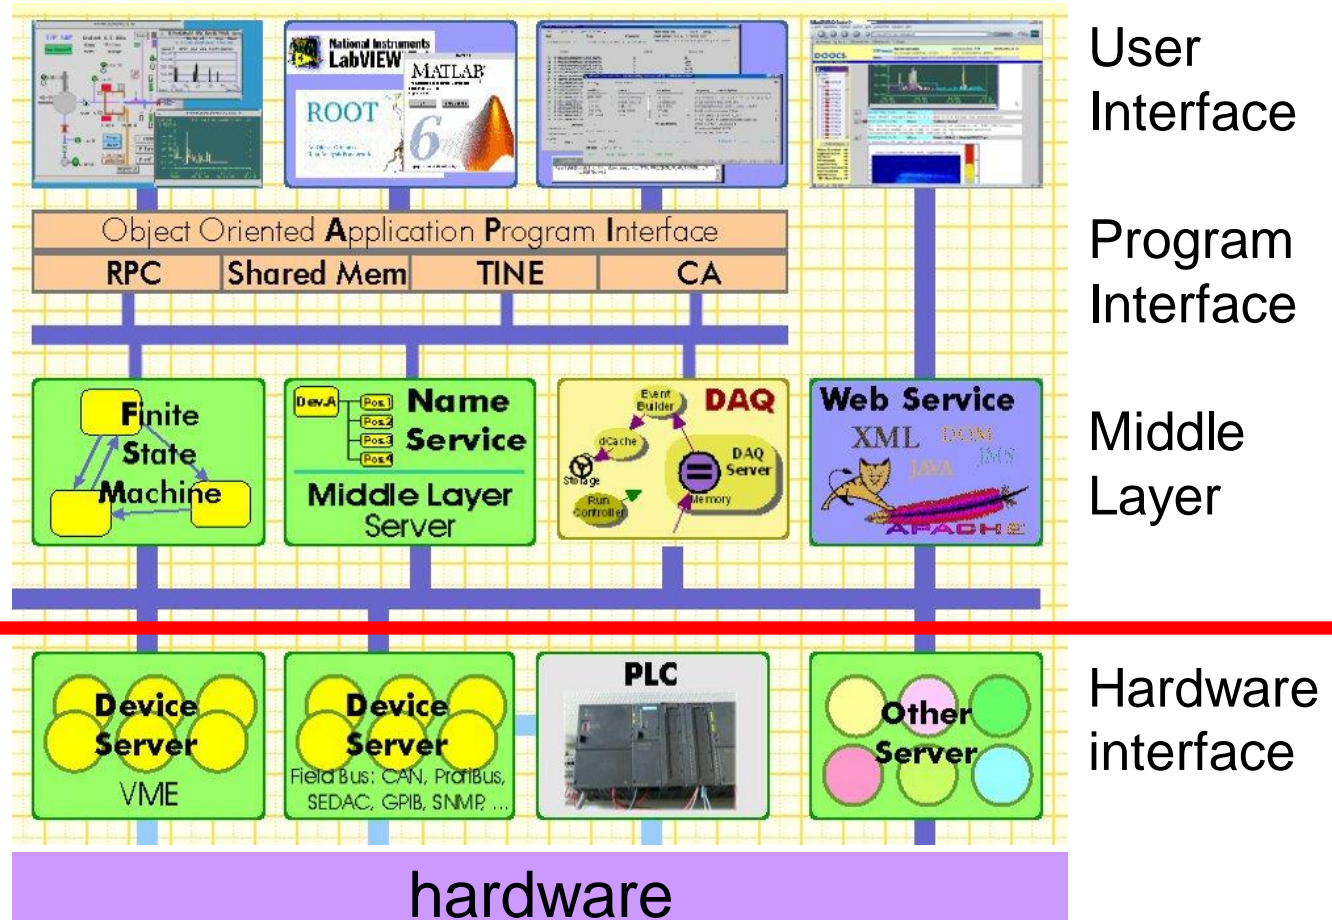 User
Interface
National Instruments
LabVIEW
MATLAB
ROOT
6
DOOCS
Object Oriented Application Program Interface
RPC
Shared Mem
TINE
CA
Program
Interface
Finite
State
Machine
Dev.A
Pos.1
Pos.2
Pos.3
Pos.4
Name
Service
Middle Layer
Server
DAQ
Event
Builder
dCache
Storage
DAQ
Server
Memory
Run
Controller
Web Service
XML
DOM
JAVA
JMS
APACHE
Middle
Layer
Device
Server
VME
Device
Server
Field Bus: CAN, ProfiBus,
SEDAC, GPIB, SNMP, ...
PLC
Other
Server
Hardware
interface
hardware